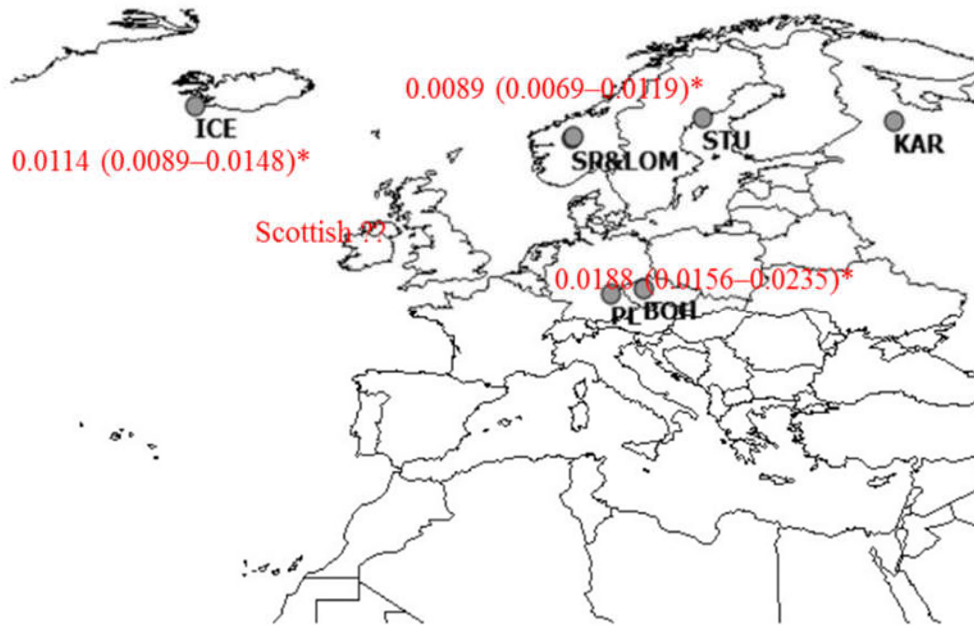 0.0089 (0.0069–0.0119)*
ICE
SP&LOM
STU
KAR
0.0114 (0.0089–0.0148)*
Scottish ??
0.0188 (0.0156–0.0235)*
PL
BOH